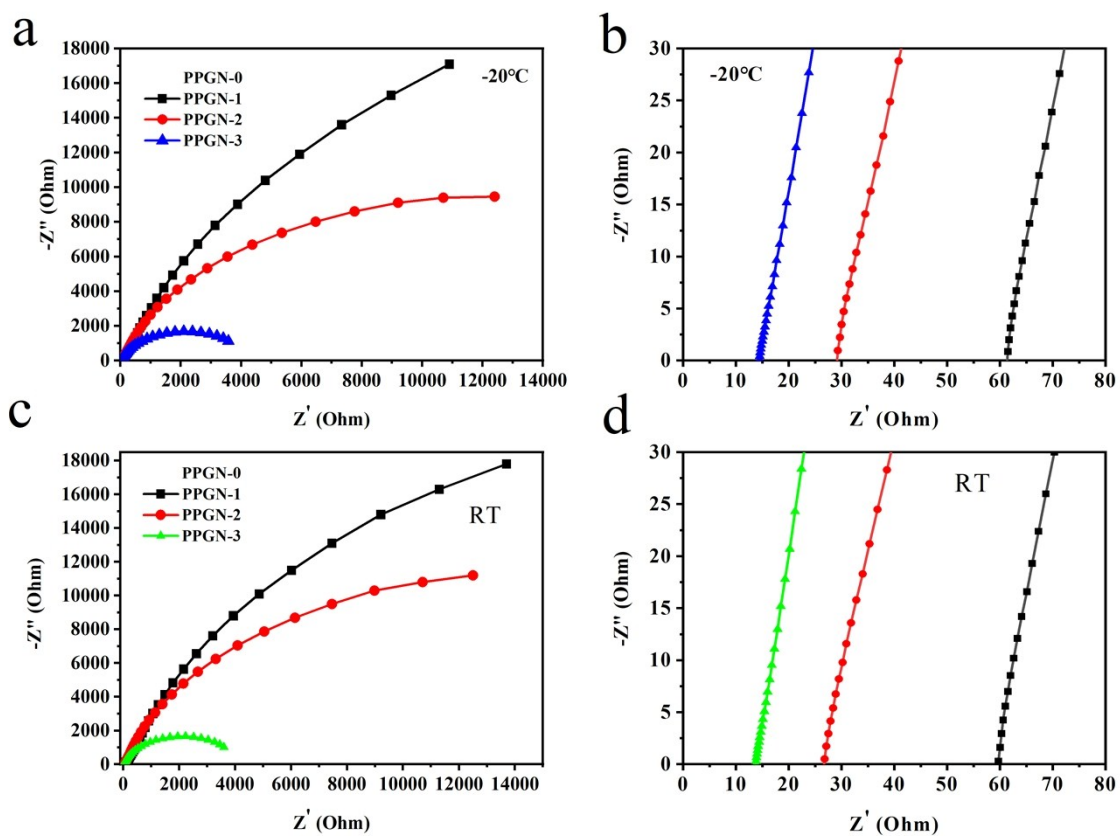 a
18000
16000
14000
12000
10000
8000
6000
4000
2000
0
-Z" (Ohm)
PPGN-0
PPGN-1
PPGN-2
PPGN-3
-20°C
0 2000 4000 6000 8000 10000 12000 14000
Z' (Ohm)
b
30
25
20
15
10
5
0
-Z" (Ohm)
-20°C
0 10 20 30 40 50 60 70 80
Z' (Ohm)
c
18000
16000
14000
12000
10000
8000
6000
4000
2000
0
-Z" (Ohm)
PPGN-0
PPGN-1
PPGN-2
PPGN-3
RT
0 2000 4000 6000 8000 10000 12000 14000
Z' (Ohm)
d
30
25
20
15
10
5
0
-Z" (Ohm)
RT
0 10 20 30 40 50 60 70 80
Z' (Ohm)